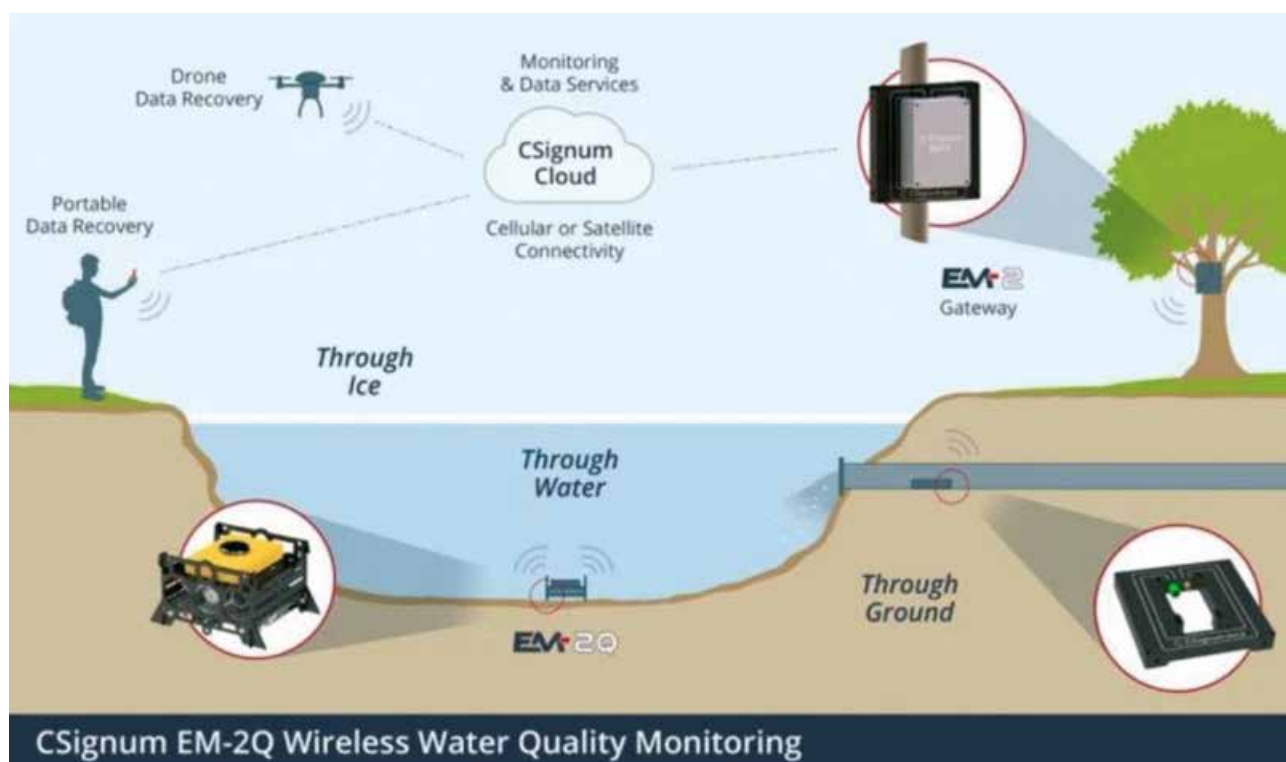 Drone
Data Recovery
Monitoring
& Data Services
CSignum
Cloud
Cellular or Satellite
Connectivity
Portable
Data Recovery
EM-2
Gateway
Through
Ice
Through
Water
Through
Ground
EM-2Q
CSignum EM-2Q Wireless Water Quality Monitoring